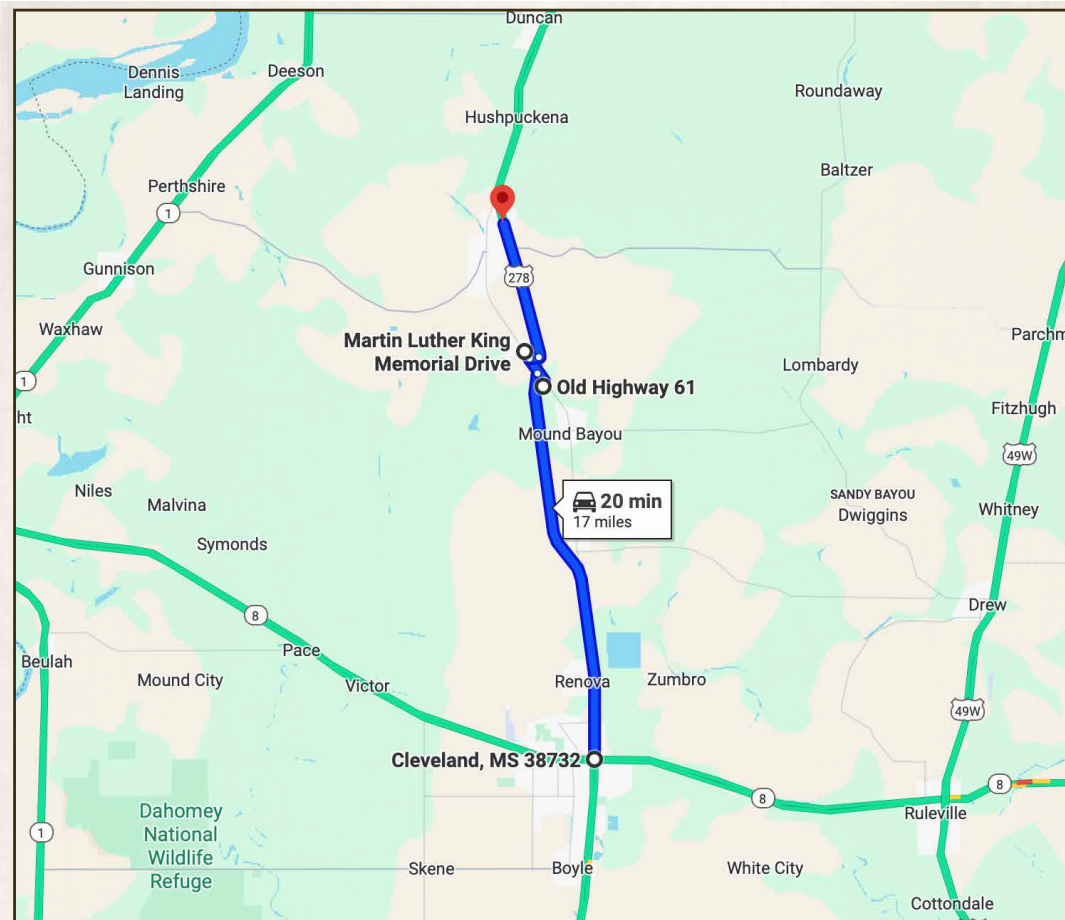 Duncan
Dennis
Landing
Deeson
Roundaway
Hushpuckena
Baltzer
Perthshire
1
Gunnison
278
Waxhaw
Martin Luther King
Memorial Drive
Parchm
Lombardy
1
Old Highway 61
ht
Fitzhugh
Mound Bayou
49W
Niles
20 min
17 miles
SANDY BAYOU
Dwiggins
Malvina
Whitney
Symonds
Drew
8
Pace
Beulah
Mound City
Victor
Renova
Zumbro
49W
Cleveland, MS 38732
8
8
Dahomey
National
Wildlife
Refuge
Ruleville
1
Skene
Boyle
White City
Cottondale